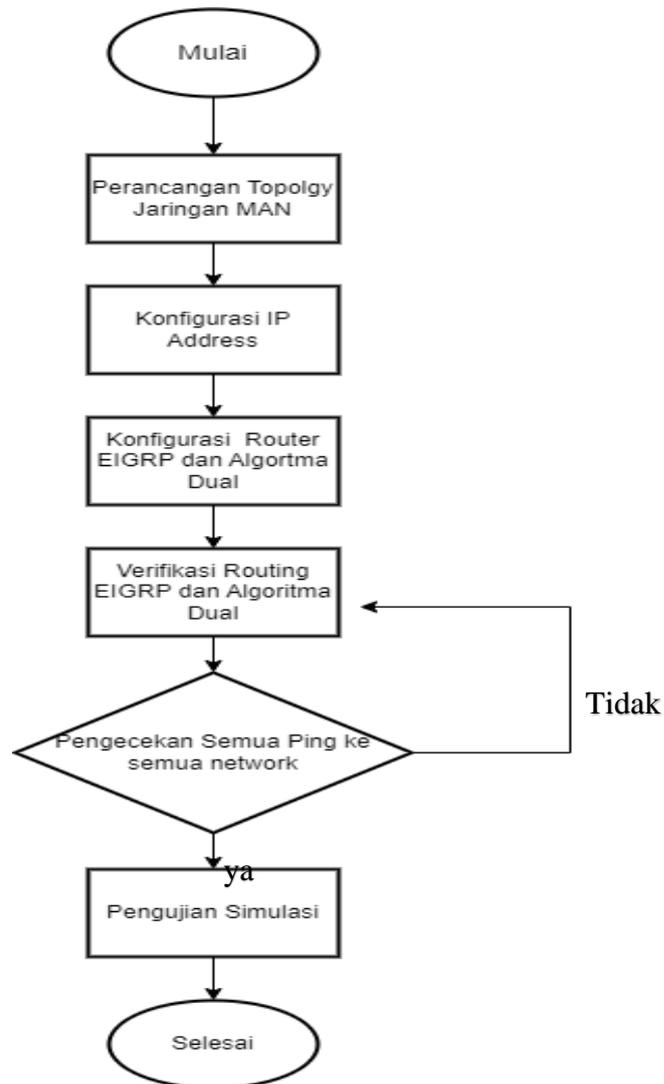 Mulai
Perancangan Topolgy
Jaringan MAN
Konfigurasi IP
Address
Konfigurasi Router
EIGRP dan Algortma
Dual
Verifikasi Routing
EIGRP dan Algoritma
Dual
Tidak
Pengecekan Semua Ping ke
semua network
ya
Pengujian Simulasi
Selesai